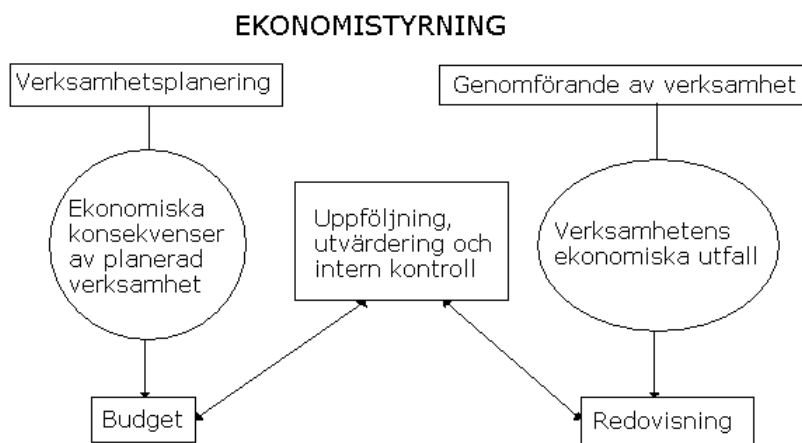 EKONOMISTYRNING
Verksamhetsplanering
Genomförande av verksamhet
Ekonomiska
konsekvenser
av planerad
verksamhet
Uppföljning,
utvärdering och
intern kontroll
Verksamhetens
ekonomiska utfall
Budget
Redovisning